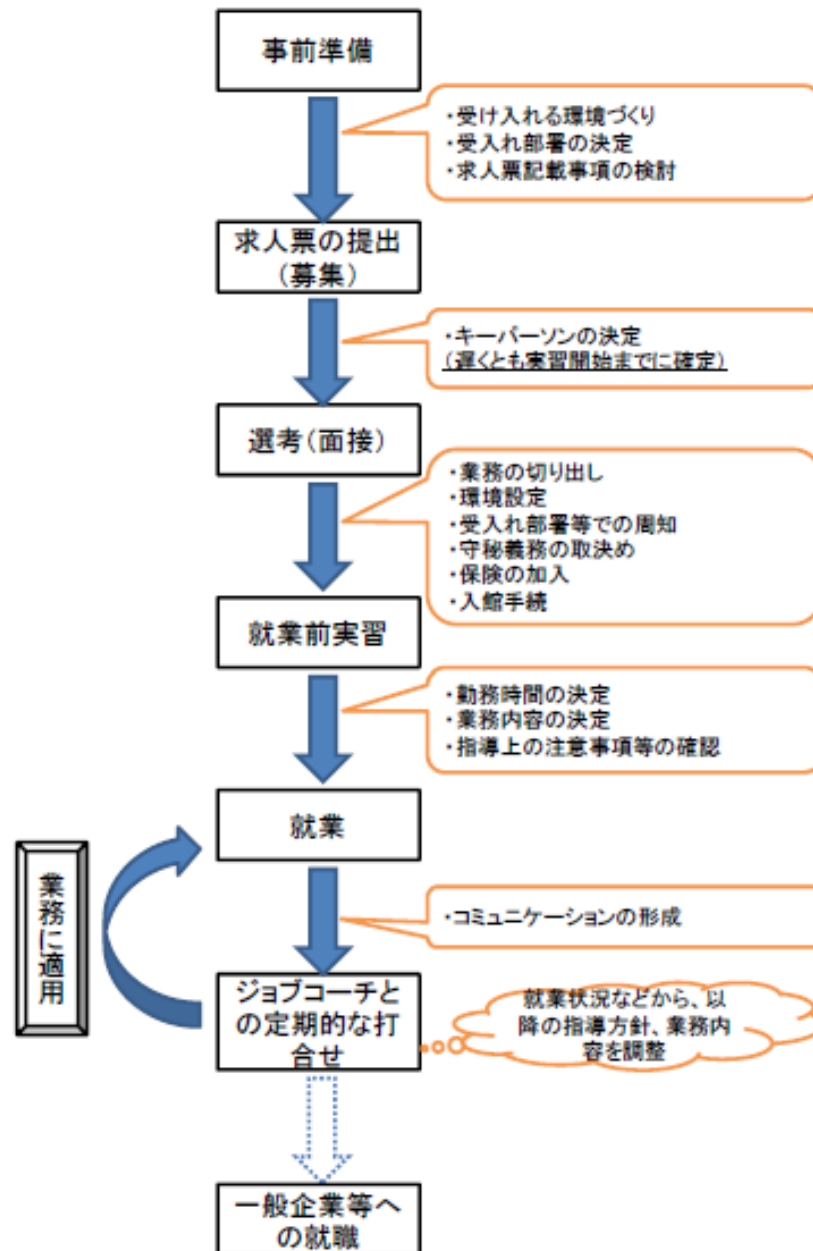 事前準備
・受け入れる環境づくり
・受入れ部署の決定
・求人票記載事項の検討
求人票の提出
(募集)
・キーパーソンの決定
(遅くとも実習開始までに確定)
選考(面接)
・業務の切り出し
・環境設定
・受入れ部署等での周知
・守秘義務の取決め
・保険の加入
・入館手続
就業前実習
・勤務時間の決定
・業務内容の決定
・指導上の注意事項等の確認
就業
業務に適用
・コミュニケーションの形成
ジョブコーチと
の定期的な打
合せ
就業状況などから、以
降の指導方針、業務内
容を調整
一般企業等へ
の就職